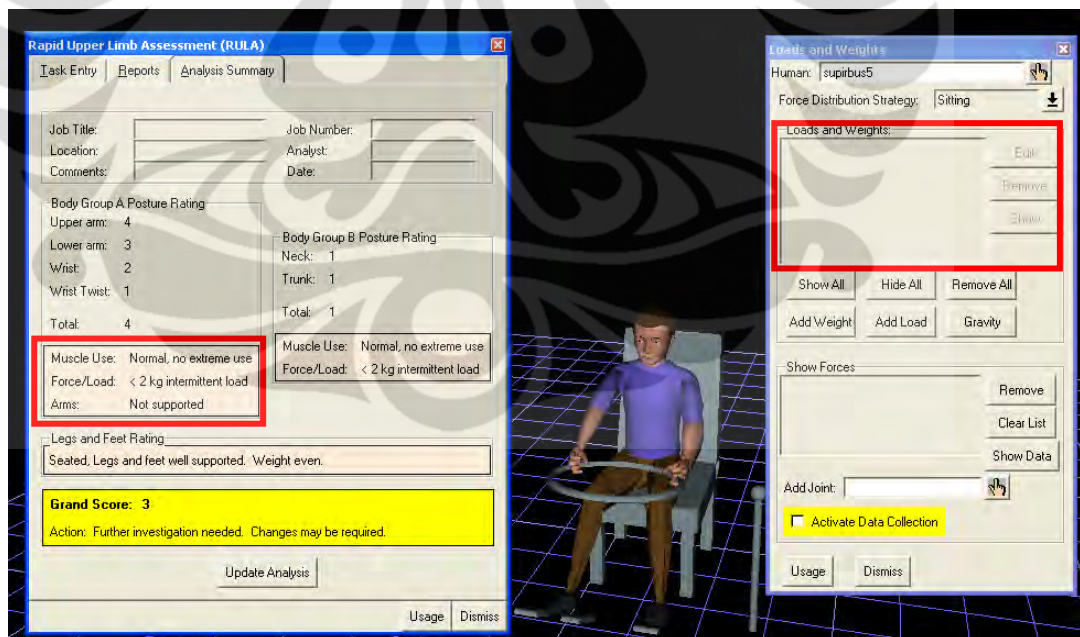 Rapid Upper Limb Assessment (RULA)
Task Entry Reports Analysis Summary
Job Title: Job Number:
Location: Analyst:
Comments: Date:
Body Group A Posture Rating
Upper arm: 4
Lower arm: 3
Wrist: 2
Wrist Twist: 1
Total: 4
Muscle Use: Normal, no extreme use
Force/Load: < 2 kg intermittent load
Arms: Not supported
Body Group B Posture Rating
Neck: 1
Trunk: 1
Total: 1
Muscle Use: Normal, no extreme use
Force/Load: < 2 kg intermittent load
Legs and Feet Rating
Seated, Legs and feet well supported. Weight even.
Grand Score: 3
Action: Further investigation needed. Changes may be required.
Update Analysis
Usage Dismiss
Loads and Weights
Human: supirbus5
Force Distribution Strategy: Sitting
Loads and Weights:
Edit
Remove
Show
Show All Hide All Remove All
Add Weight Add Load Gravity
Show Forces
Remove
Clear List
Show Data
Add Joint:
Activate Data Collection
Usage Dismiss